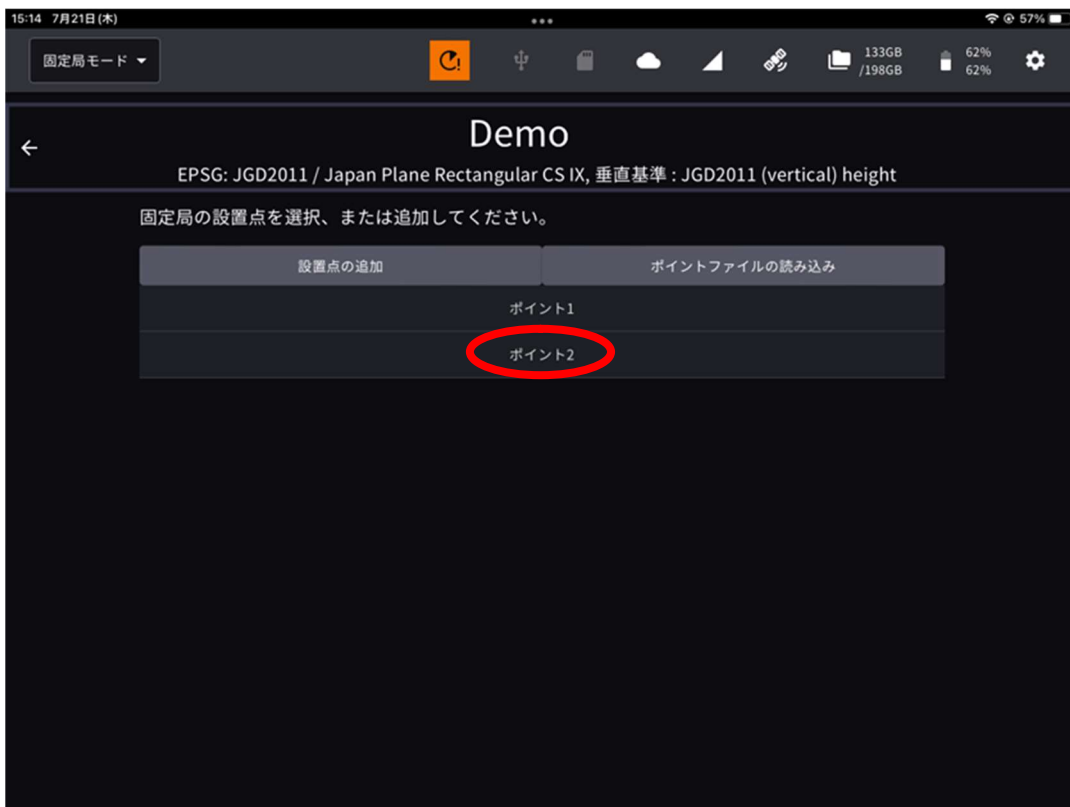 15:14 7月21日(木)
57%
固定局モード
133GB
/198GB
62%
62%
Demo
EPSG: JGD2011 / Japan Plane Rectangular CS IX, 垂直基準 : JGD2011 (vertical) height
固定局の設置点を選択、または追加してください。
設置点の追加
ポイントファイルの読み込み
ポイント1
ポイント2